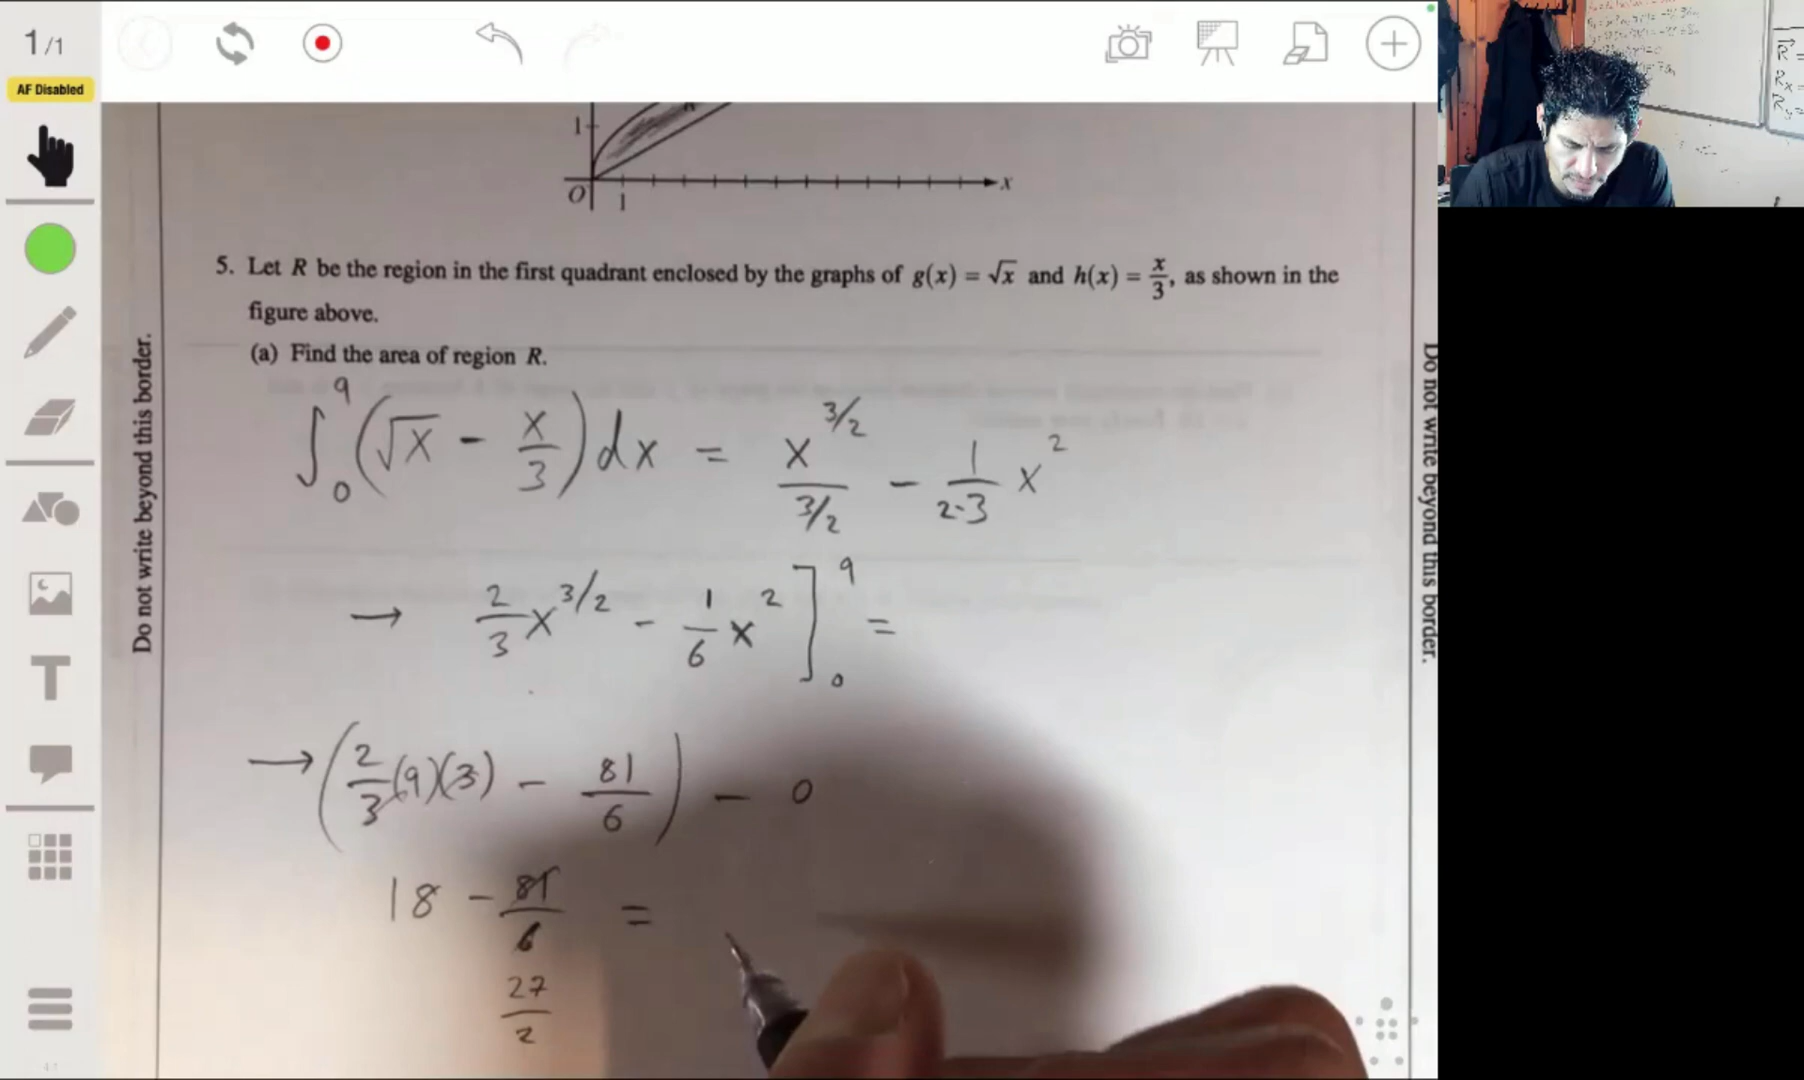 1/1
AF Disabled
1
O 1 x
5. Let R be the region in the first quadrant enclosed by the graphs of g(x) = √x and h(x) = x/3, as shown in the
figure above.
(a) Find the area of region R.
∫₀⁹ (√x - x/3) dx = x^(3/2) / (3/2) - 1/(2·3) x²
→ 2/3 x^(3/2) - 1/6 x² ]₀⁹ =
→ (2/3 (9)(3) - 81/6) - 0
18 - 81/6 =
27/2
Do not write beyond this border.
Do not write beyond this border.
T
R =
Rx =